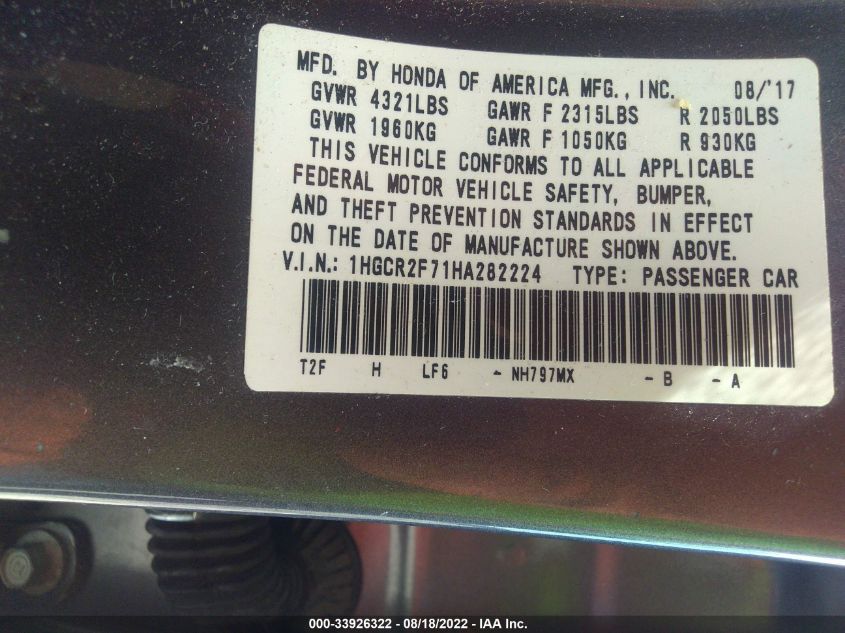 MFD. BY HONDA OF AMERICA MFG., INC. 08/'17
GVWR 4321LBS GAWR F 2315LBS R 2050LBS
GVWR 1960KG GAWR F 1050KG R 930KG
THIS VEHICLE CONFORMS TO ALL APPLICABLE
FEDERAL MOTOR VEHICLE SAFETY, BUMPER,
AND THEFT PREVENTION STANDARDS IN EFFECT
ON THE DATE OF MANUFACTURE SHOWN ABOVE.
V.I.N.: 1HGCR2F71HA282224 TYPE: PASSENGER CAR
T2F H LF6 - NH797MX - B - A
000-33926322 - 08/18/2022 - IAA Inc.